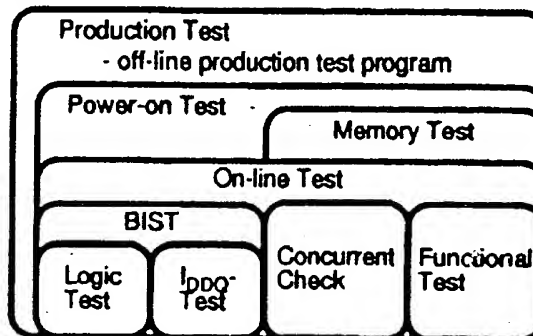 Production Test
- off-line production test program
Power-on Test
Memory Test
On-line Test
BIST
Logic
Test
IDDQ-
Test
Concurrent
Check
Functional
Test